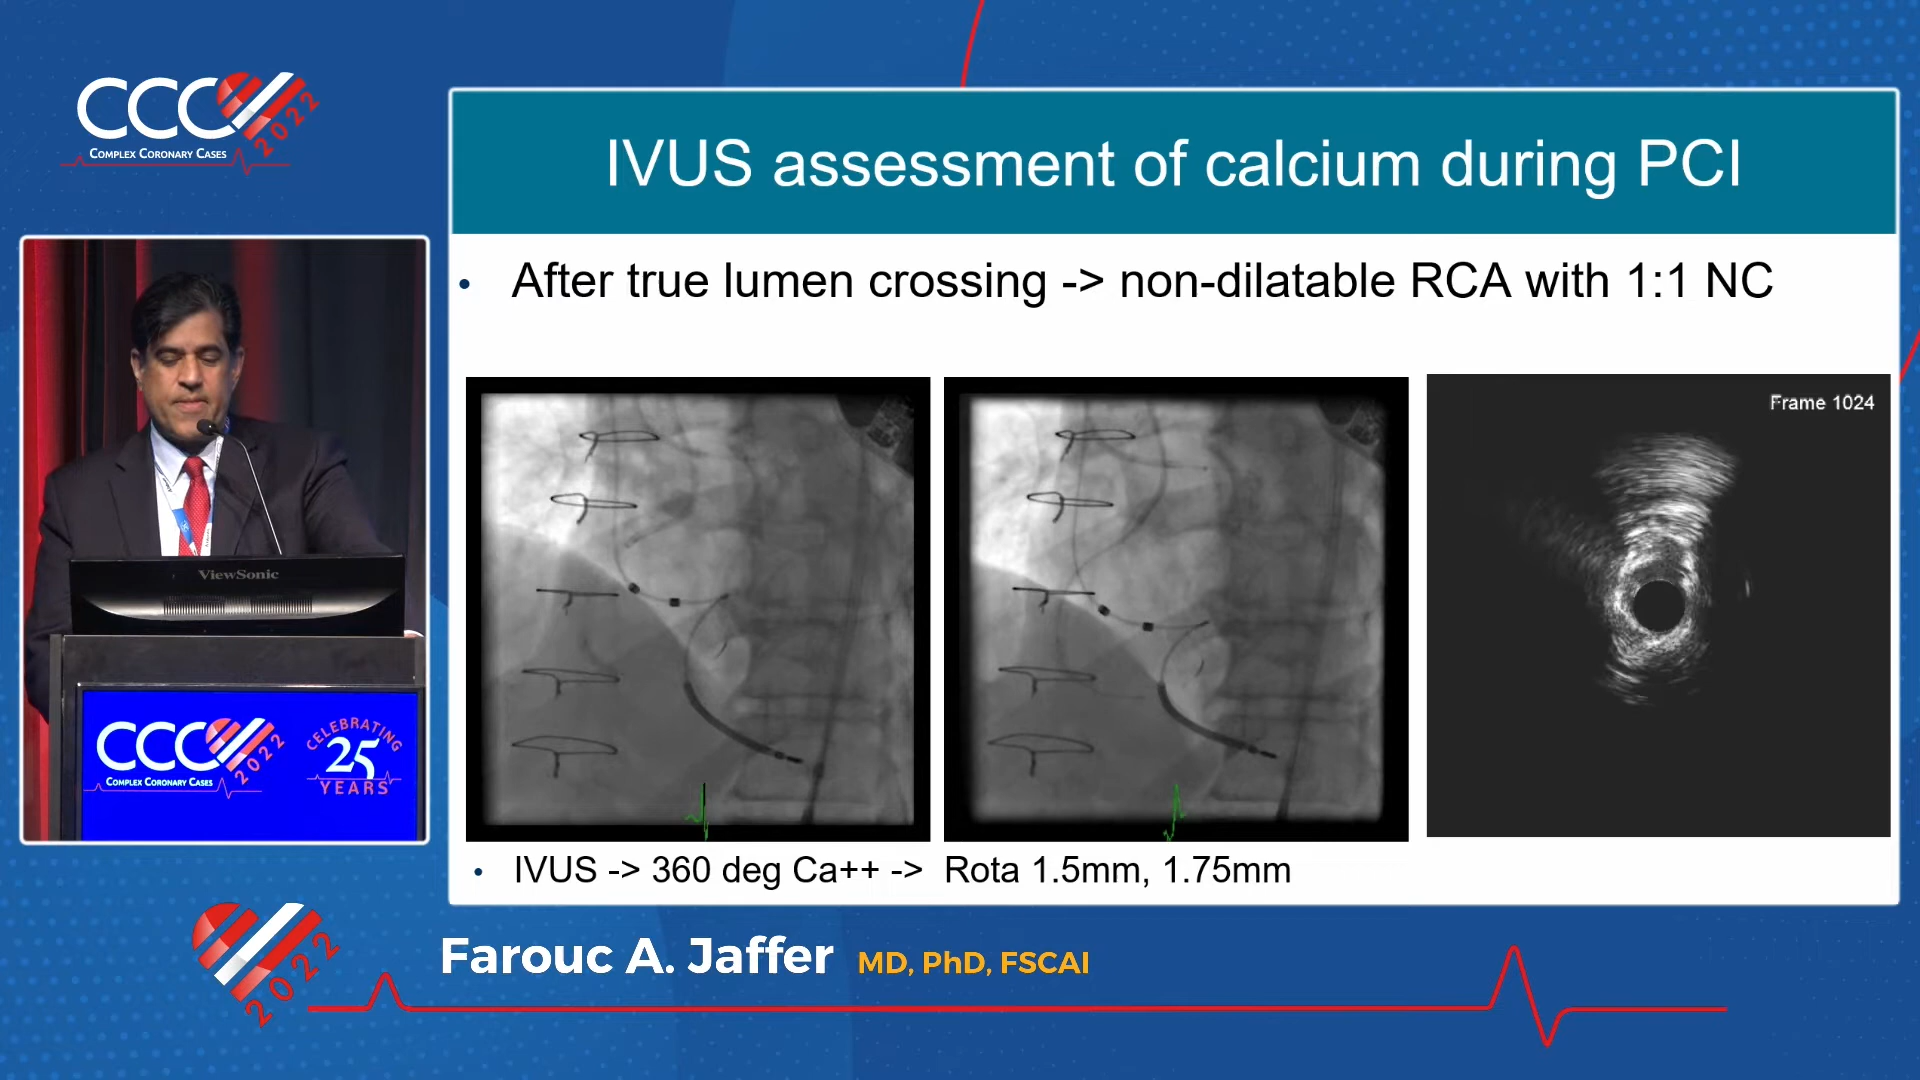 CCC
2022
COMPLEX CORONARY CASES
IVUS assessment of calcium during PCI
• After true lumen crossing -> non-dilatable RCA with 1:1 NC
Frame 1024
• IVUS -> 360 deg Ca++ -> Rota 1.5mm, 1.75mm
ViewSonic
CCC
2022
COMPLEX CORONARY CASES
CELEBRATING
25
YEARS
2022
Farouc A. Jaffer MD, PhD, FSCAI